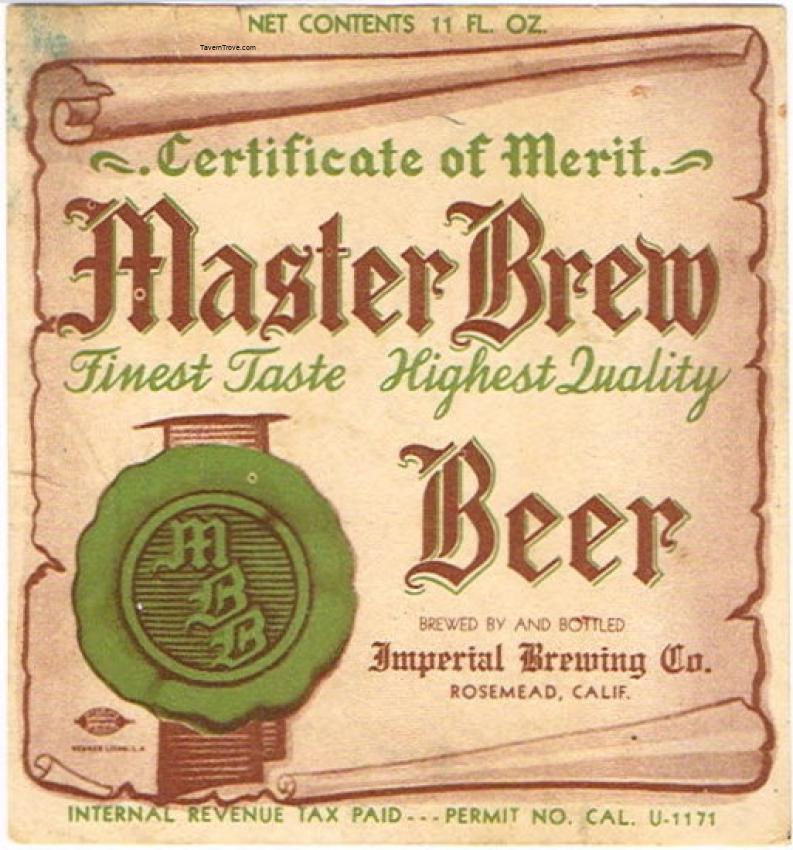 NET CONTENTS 11 FL. OZ.
TavernTrove.com
Certificate of Merit.
Master Brew
Finest Taste Highest Quality
Beer
M
B
B
BREWED BY AND BOTTLED
Imperial Brewing Co.
ROSEMEAD, CALIF.
INTERNAL REVENUE TAX PAID---PERMIT NO. CAL. U-1171